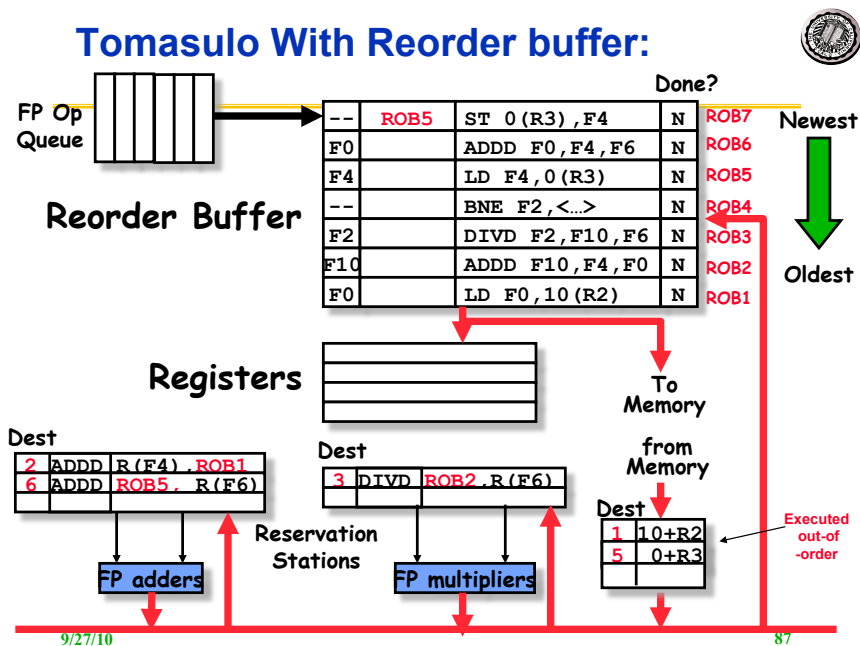 Tomasulo With Reorder buffer:
Done?
FP Op
Queue
-- ROB5 ST 0(R3),F4 N ROB7
F0 ADDD F0,F4,F6 N ROB6
F4 LD F4,0(R3) N ROB5
-- BNE F2,<…> N ROB4
F2 DIVD F2,F10,F6 N ROB3
F10 ADDD F10,F4,F0 N ROB2
F0 LD F0,10(R2) N ROB1
Newest
Oldest
Reorder Buffer
Registers
To
Memory
from
Memory
Dest
2 ADDD R(F4),ROB1
6 ADDD ROB5, R(F6)
Dest
3 DIVD ROB2,R(F6)
Dest
1 10+R2
5 0+R3
Executed
out-of
-order
Reservation
Stations
FP adders
FP multipliers
9/27/10
87